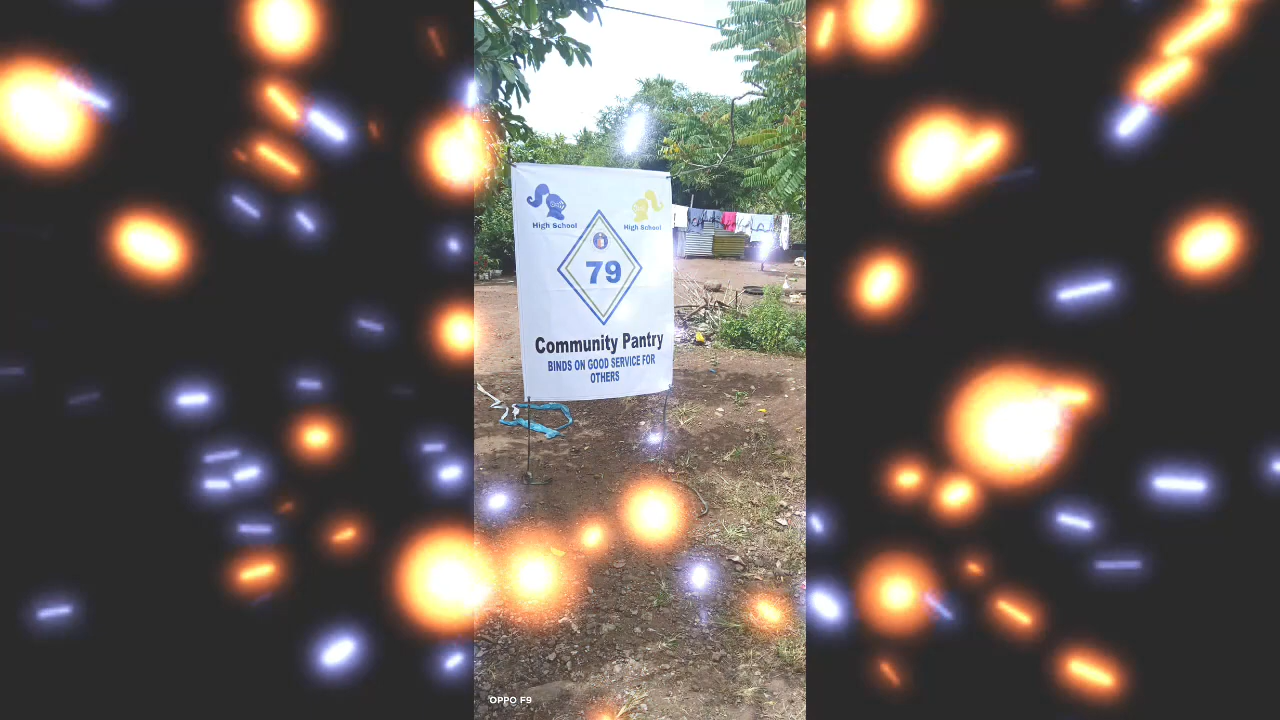 High School
High School
79
Community Pantry
BINDS ON GOOD SERVICE FOR
OTHERS
OPPO F9